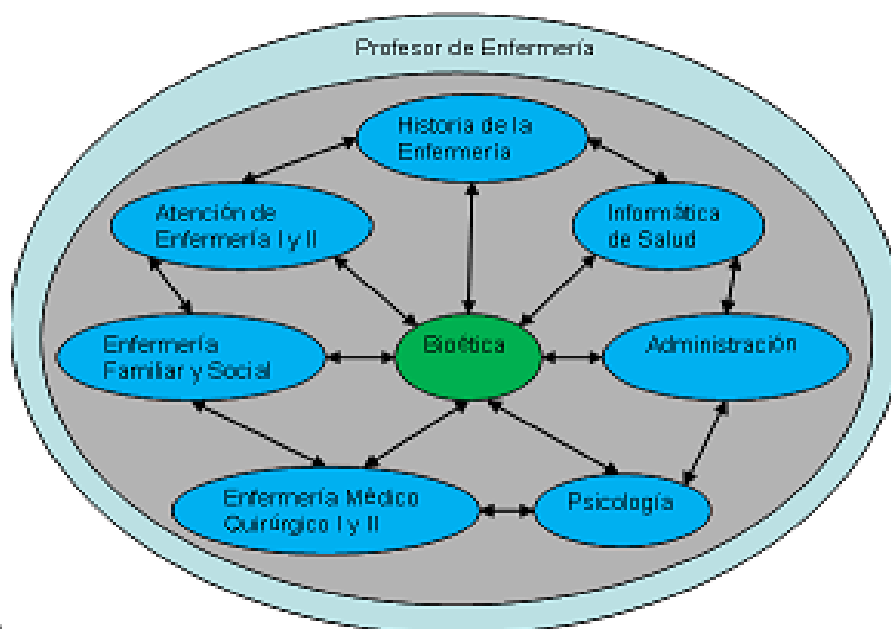 Profesor de Enfermería
Historia de la
Enfermería
Atención de
Enfermería I y II
Informática
de Salud
Enfermería
Familiar y Social
Bioética
Administración
Enfermería Médico
Quirúrgico I y II
Psicología